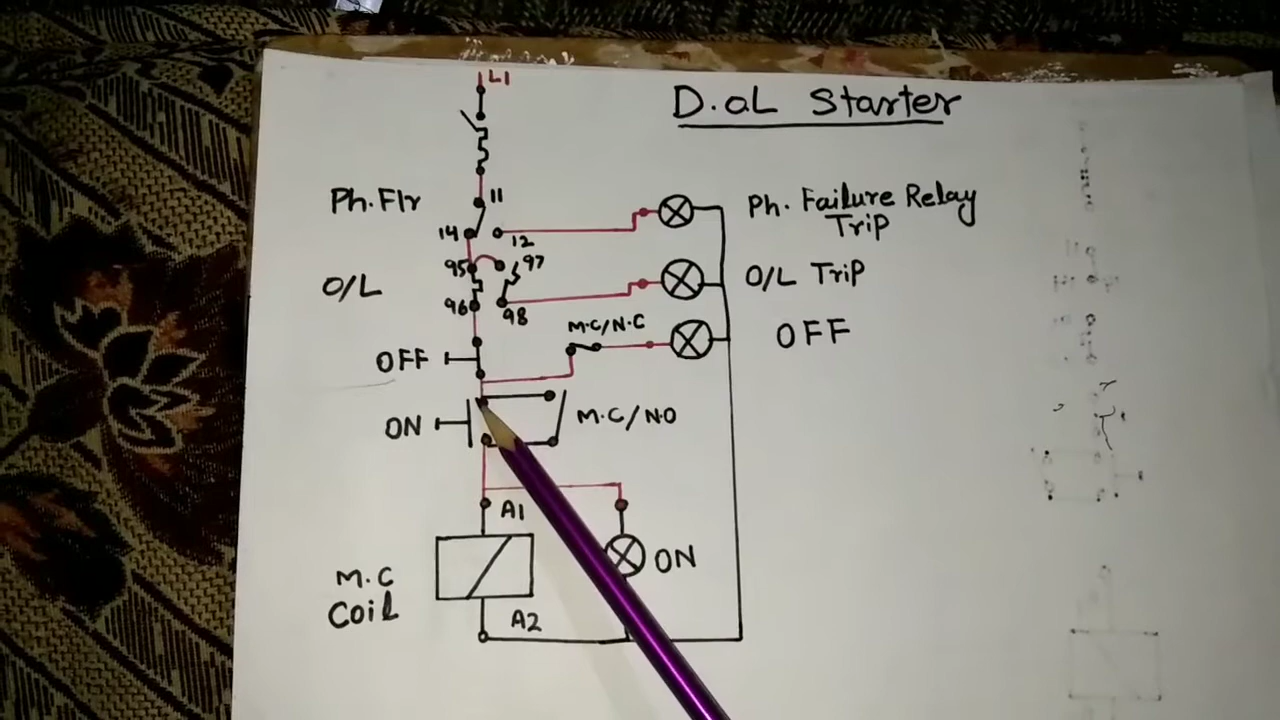 L1
D.OL Starter
Ph.Flr
11
14
12
Ph. Failure Relay
Trip
95
97
O/L
96
98
O/L TriP
M.C/N.C
OFF
OFF
ON
M.C/NO
A1
ON
M.C
Coil
A2